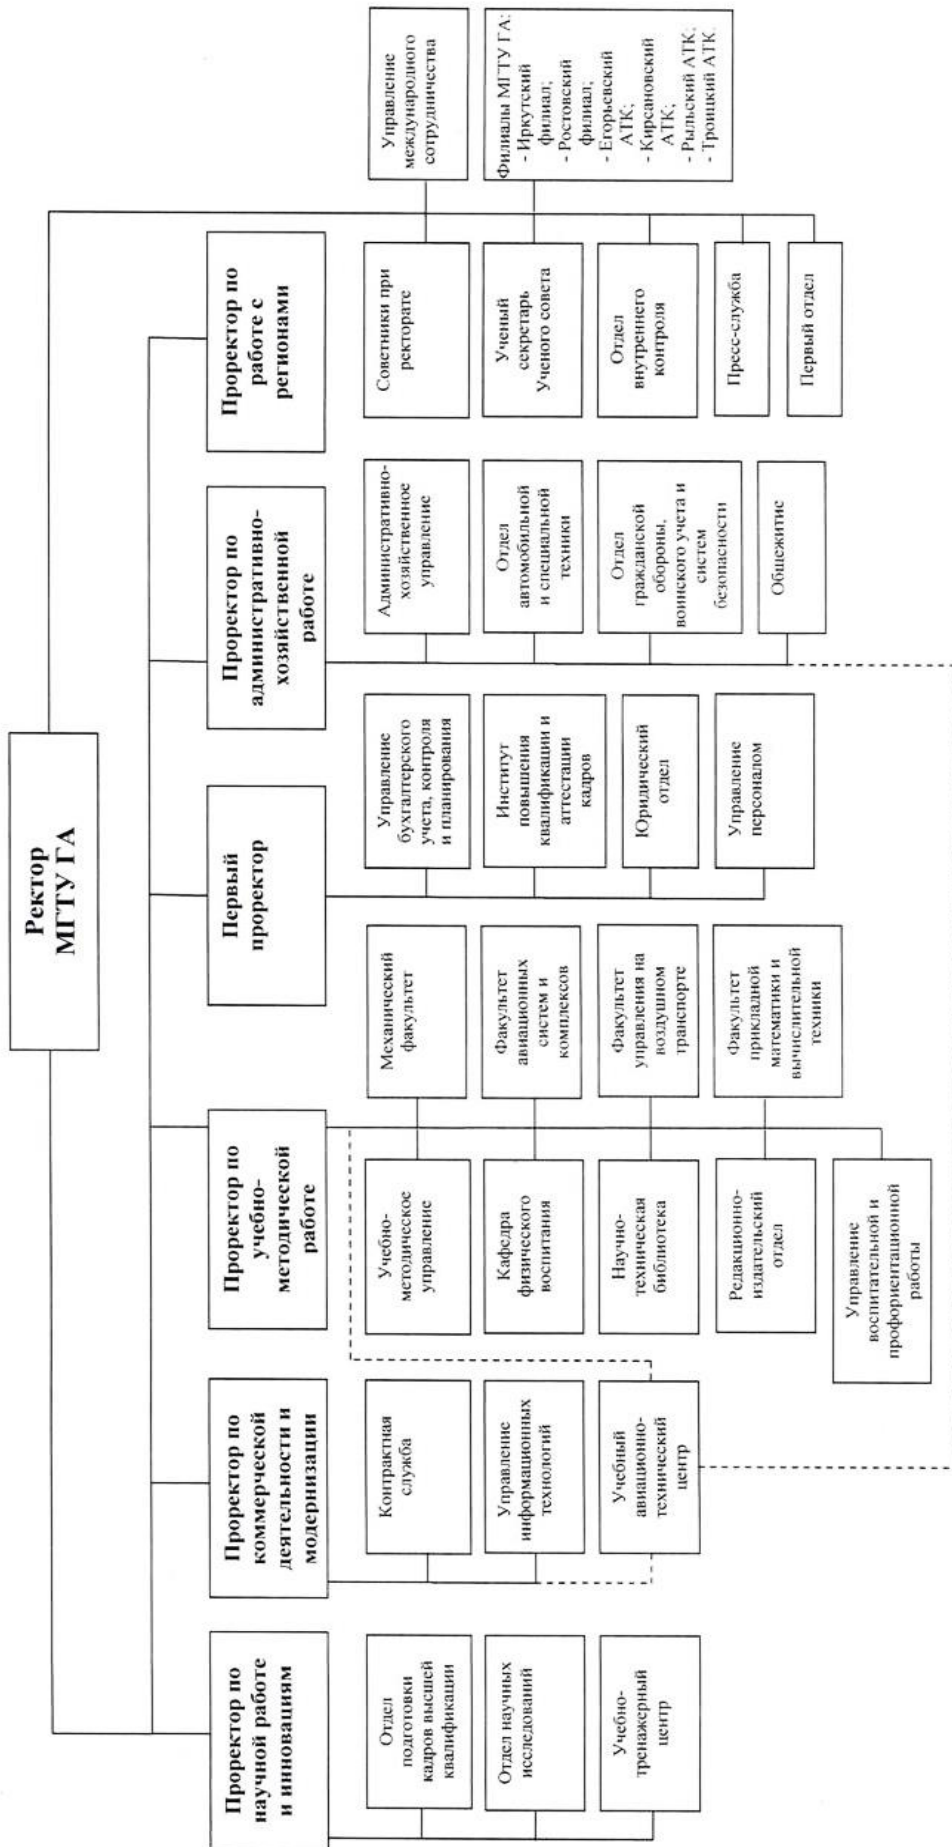 Ректор
МГТУ ГА
Проректор по
научной работе
и инновациям
Проректор по
коммерческой
деятельности и
модернизации
Проректор по
учебно-
методической
работе
Первый
проректор
Проректор по
административно-
хозяйственной
работе
Проректор по
работе с
регионами
Отдел
подготовки
кадров высшей
квалификации
Отдел научных
исследований
Учебно-
тренажерный
центр
Контрактная
служба
Управление
информационных
технологий
Учебный
авиационно-
технический
центр
Учебно-
методическое
управление
Кафедра
физического
воспитания
Научно-
техническая
библиотека
Редакционно-
издательский
отдел
Управление
воспитательной и
профориентационной
работы
Механический
факультет
Факультет
авиационных
систем и
комплексов
Факультет
управления на
воздушном
транспорте
Факультет
прикладной
математики и
вычислительной
техники
Управление
бухгалтерского
учета, контроля
и планирования
Институт
повышения
квалификации и
аттестации
кадров
Юридический
отдел
Управление
персоналом
Административно-
хозяйственное
управление
Отдел
автомобильной
и специальной
техники
Отдел
гражданской
обороны,
воинского учета и
систем
безопасности
Общежитие
Советники при
ректорате
Ученый
секретарь
Ученого совета
Отдел
внутреннего
контроля
Пресс-служба
Первый отдел
Управление
международного
сотрудничества
Филиалы МГТУ ГА:
- Иркутский
филиал;
- Ростовский
филиал;
- Егорьевский
АТК;
- Кирсановский
АТК;
- Рыльский АТК;
- Троицкий АТК.